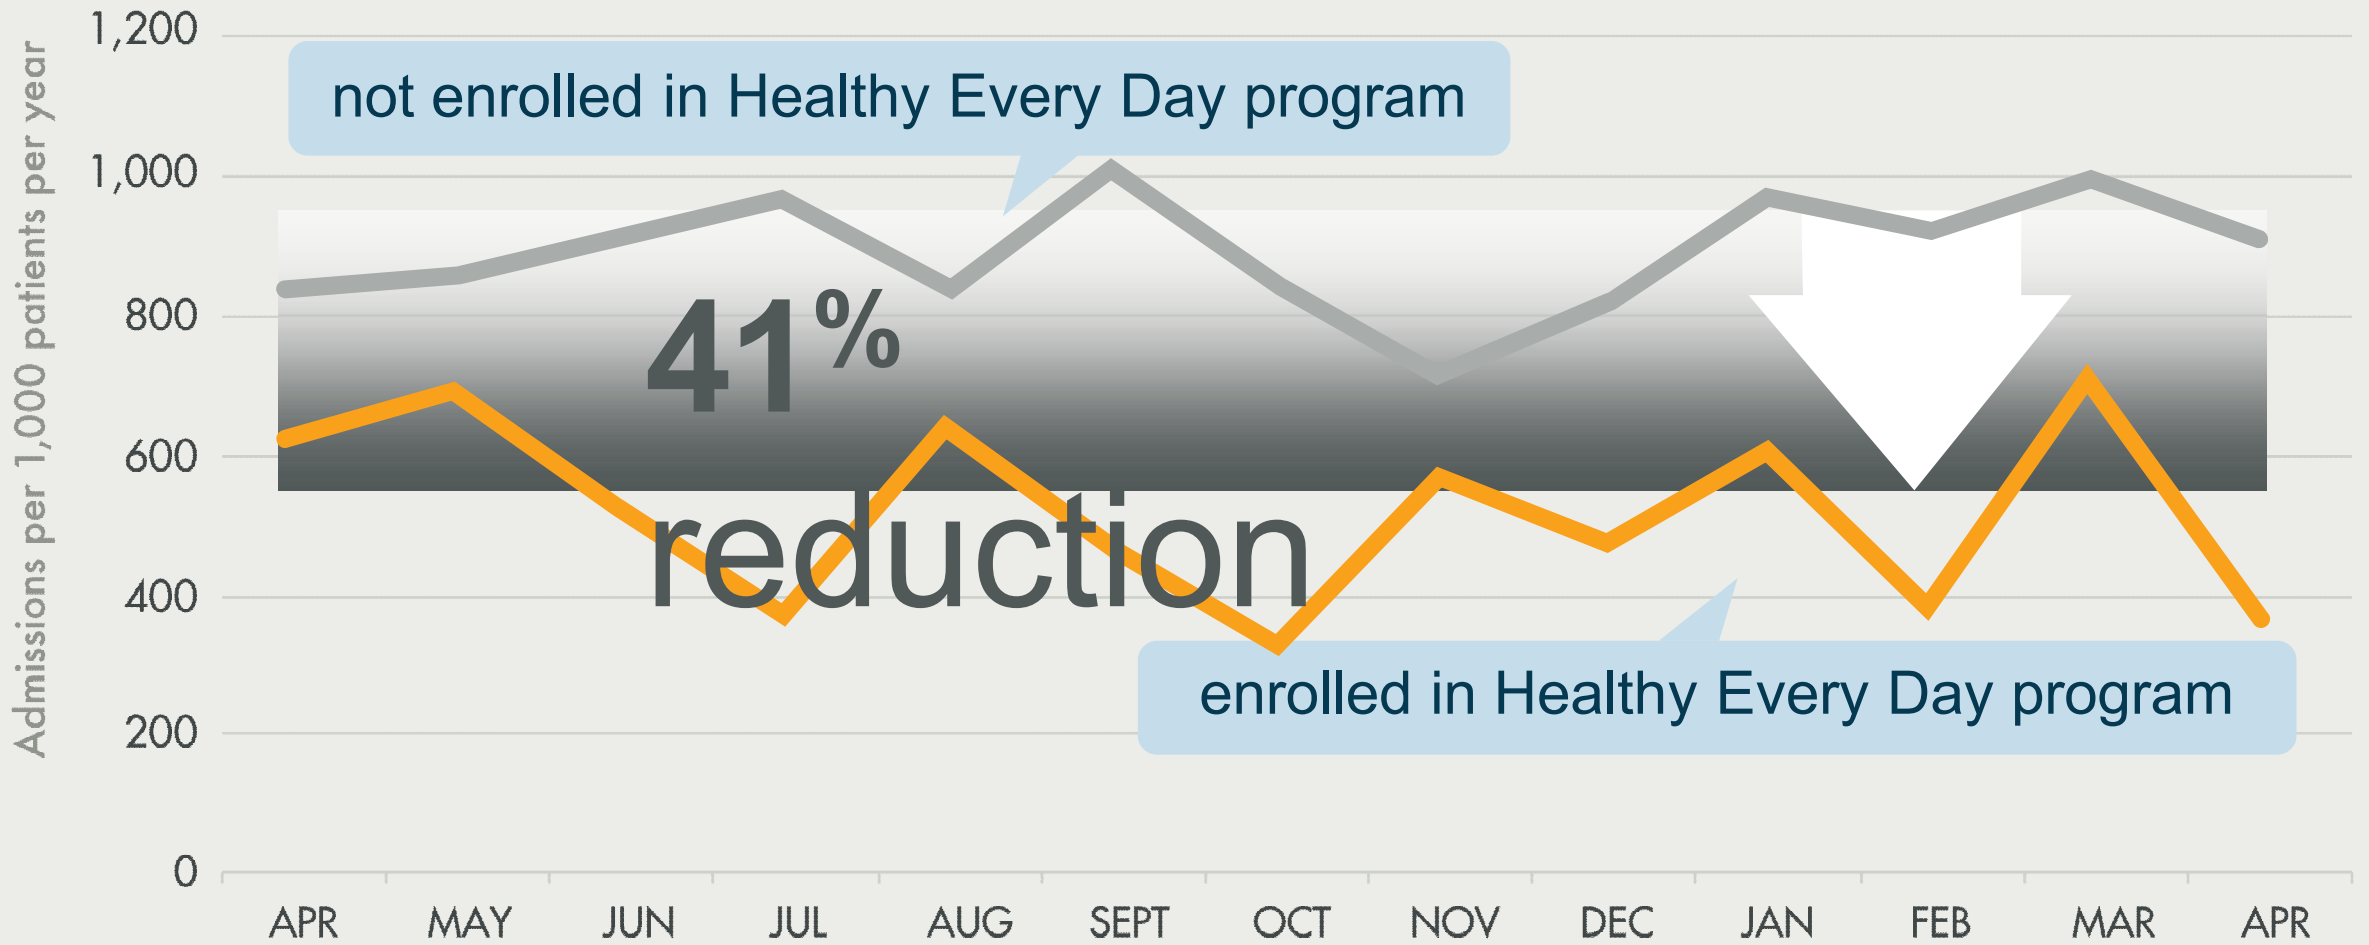 Admissions per 1,000 patients per year
1,200
1,000
800
600
400
200
0
not enrolled in Healthy Every Day program
41%
reduction
enrolled in Healthy Every Day program
APR MAY JUN JUL AUG SEPT OCT NOV DEC JAN FEB MAR APR